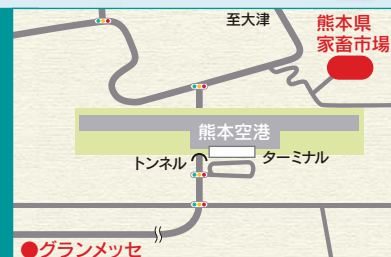 至大津
熊本県
家畜市場
熊本空港
トンネル
ターミナル
グランメッセ